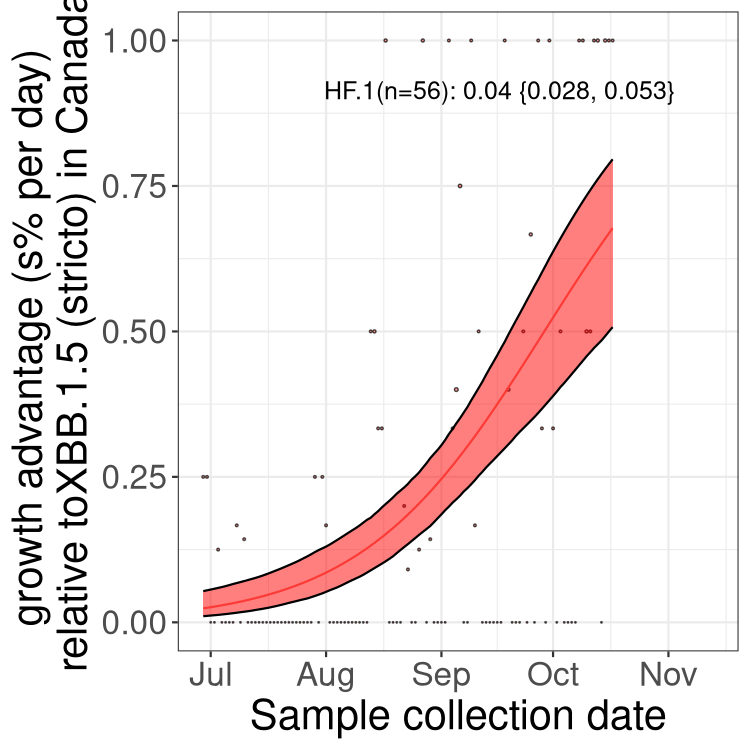 growth advantage (s% per day)
relative toXBB.1.5 (stricto) in Canada
1.00
0.75
0.50
0.25
0.00
HF.1(n=56): 0.04 {0.028, 0.053}
Jul Aug Sep Oct Nov
Sample collection date